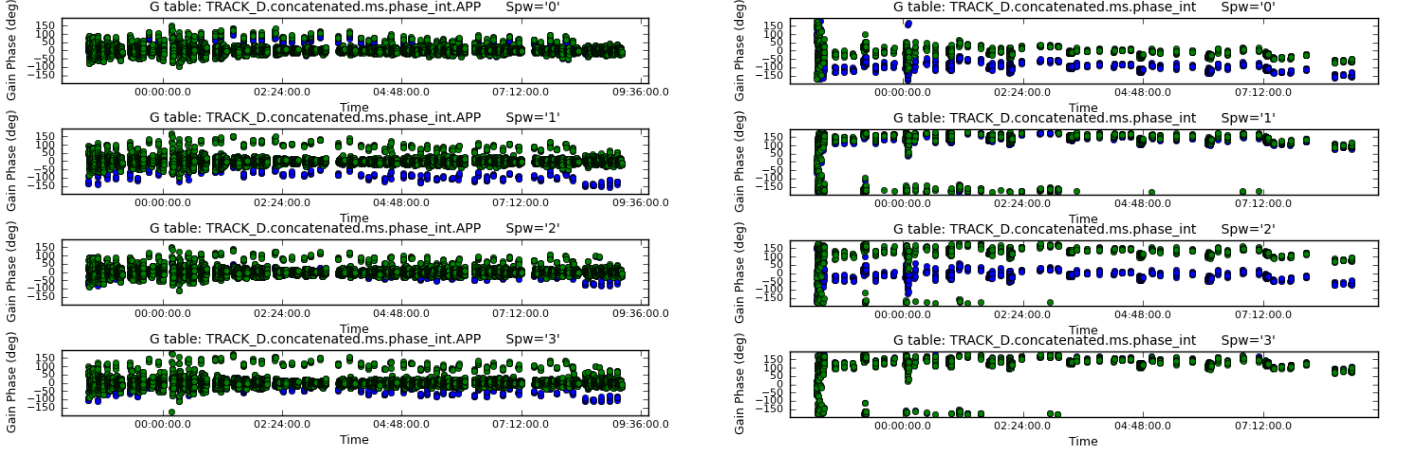 G table: TRACK_D.concatenated.ms.phase_int.APP Spw='0'
Gain Phase (deg)
150
100
50
0
−50
−100
−150
00:00:00.0 02:24:00.0 04:48:00.0 07:12:00.0 09:36:00.0
Time
G table: TRACK_D.concatenated.ms.phase_int.APP Spw='1'
Gain Phase (deg)
150
100
50
0
−50
−100
−150
00:00:00.0 02:24:00.0 04:48:00.0 07:12:00.0 09:36:00.0
Time
G table: TRACK_D.concatenated.ms.phase_int.APP Spw='2'
Gain Phase (deg)
150
100
50
0
−50
−100
−150
00:00:00.0 02:24:00.0 04:48:00.0 07:12:00.0 09:36:00.0
Time
G table: TRACK_D.concatenated.ms.phase_int.APP Spw='3'
Gain Phase (deg)
150
100
50
0
−50
−100
−150
00:00:00.0 02:24:00.0 04:48:00.0 07:12:00.0 09:36:00.0
Time
G table: TRACK_D.concatenated.ms.phase_int Spw='0'
Gain Phase (deg)
150
100
50
0
−50
−100
−150
00:00:00.0 02:24:00.0 04:48:00.0 07:12:00.0
Time
G table: TRACK_D.concatenated.ms.phase_int Spw='1'
Gain Phase (deg)
150
100
50
0
−50
−100
−150
00:00:00.0 02:24:00.0 04:48:00.0 07:12:00.0
Time
G table: TRACK_D.concatenated.ms.phase_int Spw='2'
Gain Phase (deg)
150
100
50
0
−50
−100
−150
00:00:00.0 02:24:00.0 04:48:00.0 07:12:00.0
Time
G table: TRACK_D.concatenated.ms.phase_int Spw='3'
Gain Phase (deg)
150
100
50
0
−50
−100
−150
00:00:00.0 02:24:00.0 04:48:00.0 07:12:00.0
Time